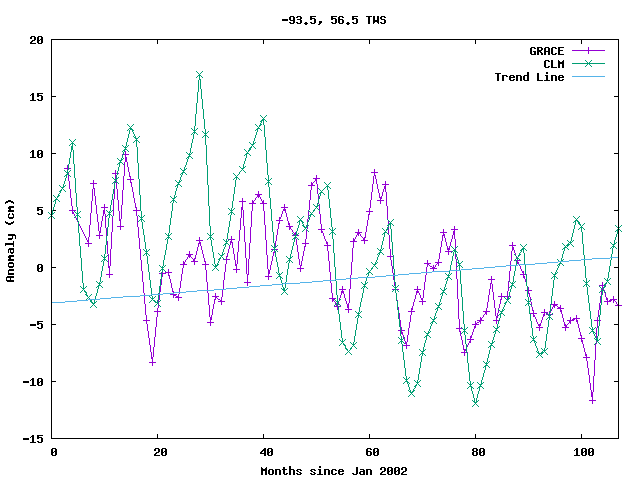 -93.5, 56.5 TWS
GRACE
CLM
Trend Line
20
15
10
5
0
-5
-10
-15
Anomaly (cm)
0 20 40 60 80 100
Months since Jan 2002